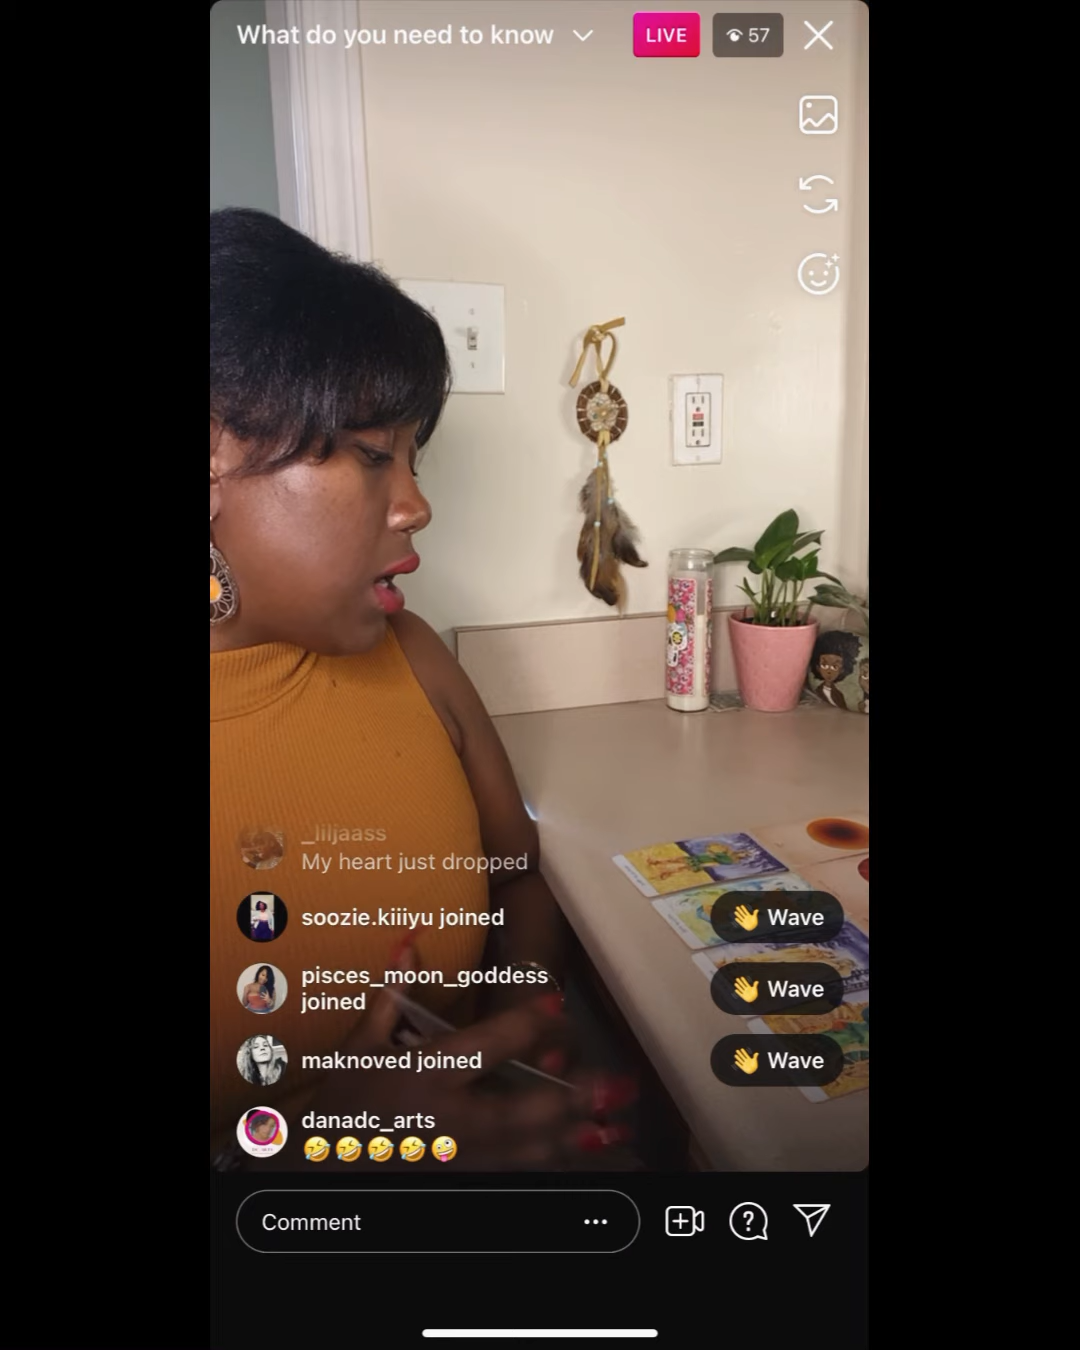 What do you need to know
LIVE
57
_liljaass
My heart just dropped
soozie.kiiiyu joined
Wave
pisces_moon_goddess
joined
Wave
maknoved joined
Wave
danadc_arts
🤣🤣🤣🤣🤪
Comment